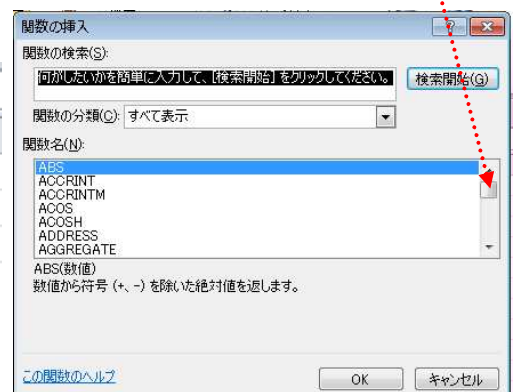 関数の挿入
関数の検索(S):
何がしたいかを簡単に入力して、[検索開始] をクリックしてください。
検索開始(G)
関数の分類(C): すべて表示
関数名(N):
ABS
ACCRINT
ACCRINTM
ACOS
ACOSH
ADDRESS
AGGREGATE
ABS(数値)
数値から符号 (+、-) を除いた絶対値を返します。
この関数のヘルプ
OK
キャンセル